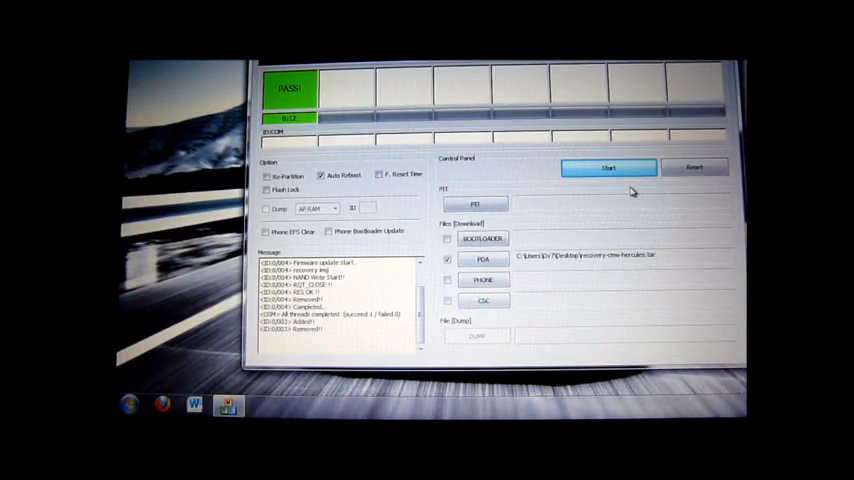 PASS!
0:12
ID:COM
Option
Re-Partition
Auto Reboot
F. Reset Time
Flash Lock
Dump
AP RAM
ID
Phone EFS Clear
Phone Bootloader Update
Message
<ID:0/004> Firmware update start..
<ID:0/004> recovery.img
<ID:0/004> NAND Write Start!!
<ID:0/004> RQT_CLOSE !!
<ID:0/004> RES OK !!
<ID:0/004> Removed!!
<ID:0/004> Completed..
<OSM> All threads completed. (succeed 1 / failed 0)
<ID:0/003> Added!!
<ID:0/003> Removed!!
Control Panel
Start
Reset
PIT
PIT
Files [Download]
BOOTLOADER
PDA
C:\Users\Dv7\Desktop\recovery-cmw-hercules.tar
PHONE
CSC
File [Dump]
DUMP
W